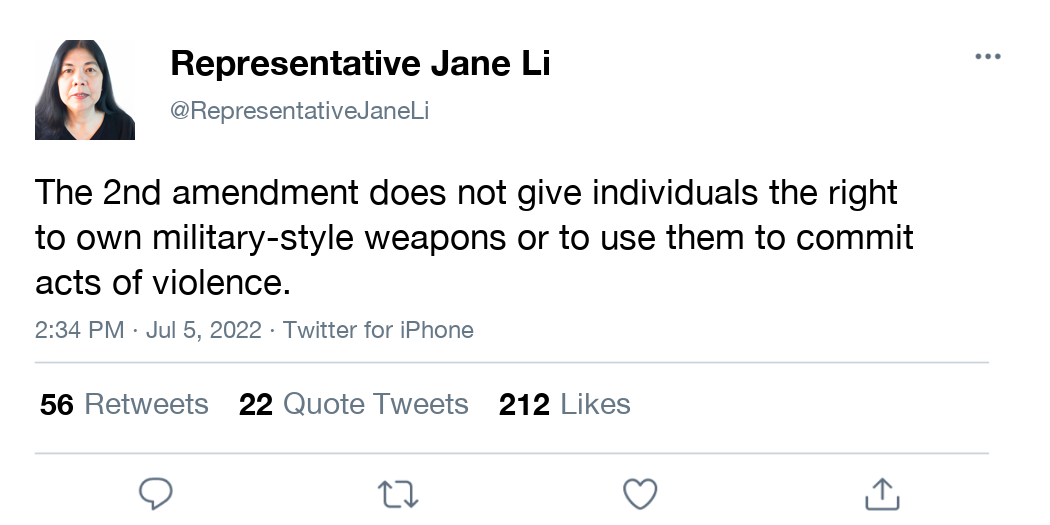 Representative Jane Li
@RepresentativeJaneLi
The 2nd amendment does not give individuals the right
to own military-style weapons or to use them to commit
acts of violence.
2:34 PM · Jul 5, 2022 · Twitter for iPhone
56 Retweets 22 Quote Tweets 212 Likes